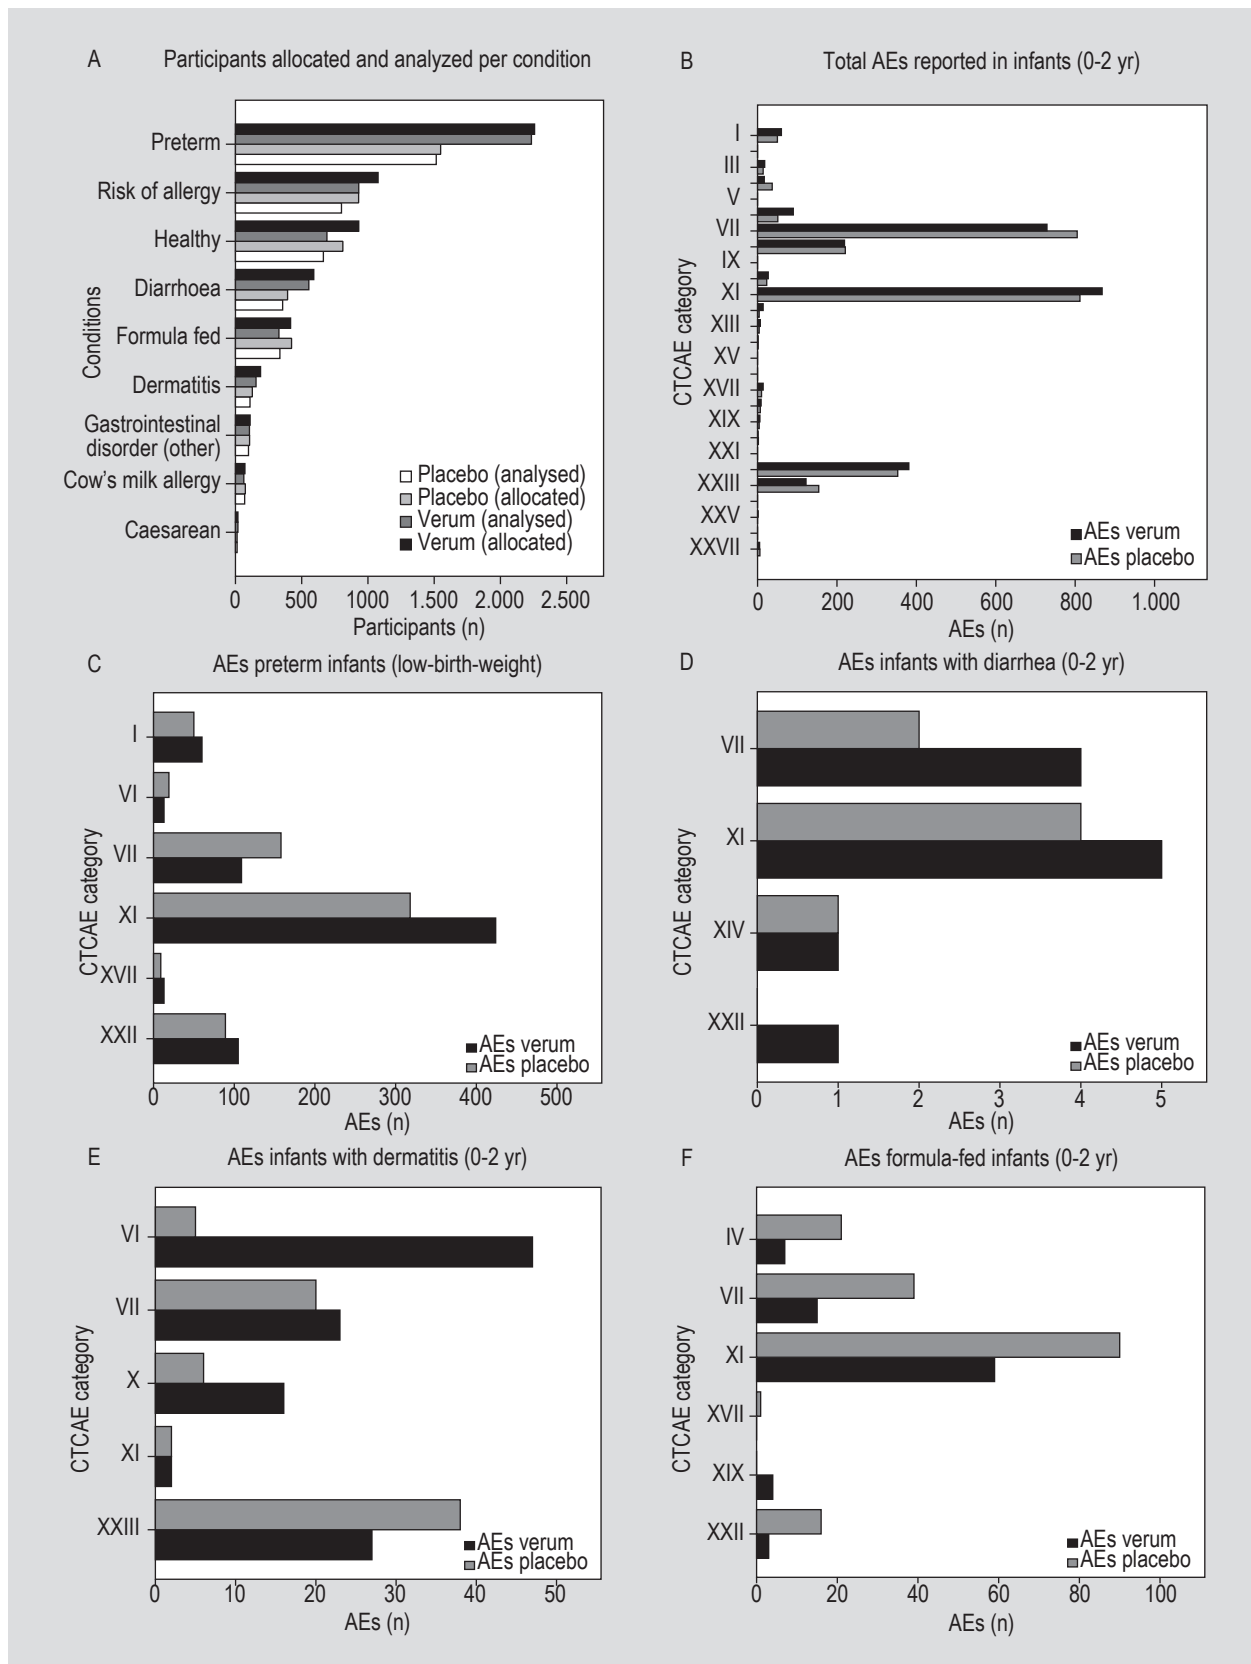 A Participants allocated and analyzed per condition
Conditions
Preterm
Risk of allergy
Healthy
Diarrhoea
Formula fed
Dermatitis
Gastrointestinal
disorder (other)
Cow's milk allergy
Caesarean
Placebo (analysed)
Placebo (allocated)
Verum (analysed)
Verum (allocated)
0 500 1000 1.500 2.000 2.500
Participants (n)
B Total AEs reported in infants (0-2 yr)
CTCAE category
I
III
V
VII
IX
XI
XIII
XV
XVII
XIX
XXI
XXIII
XXV
XXVII
AEs verum
AEs placebo
0 200 400 600 800 1.000
AEs (n)
C AEs preterm infants (low-birth-weight)
CTCAE category
I
VI
VII
XI
XVII
XXII
AEs verum
AEs placebo
0 100 200 300 400 500
AEs (n)
D AEs infants with diarrhea (0-2 yr)
CTCAE category
VII
XI
XIV
XXII
AEs verum
AEs placebo
0 1 2 3 4 5
AEs (n)
E AEs infants with dermatitis (0-2 yr)
CTCAE category
VI
VII
X
XI
XXIII
AEs verum
AEs placebo
0 10 20 30 40 50
AEs (n)
F AEs formula-fed infants (0-2 yr)
CTCAE category
IV
VII
XI
XVII
XIX
XXII
AEs verum
AEs placebo
0 20 40 60 80 100
AEs (n)